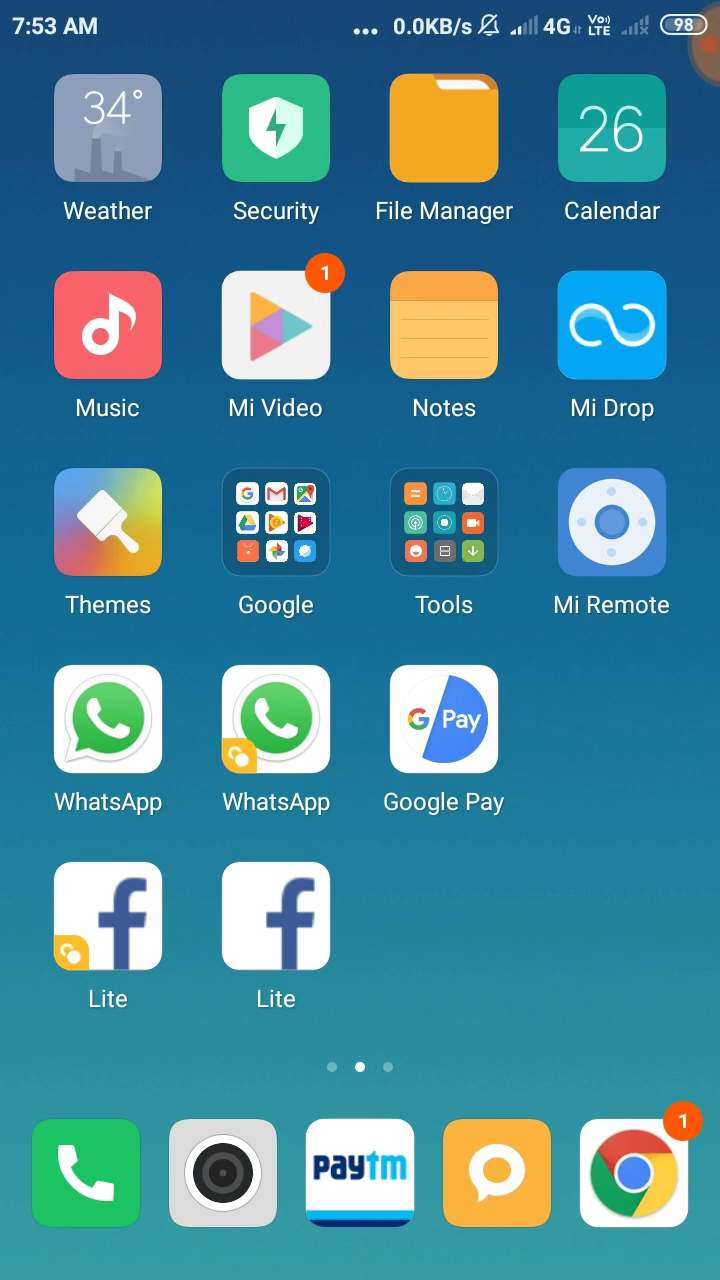 7:53 AM ... 0.0KB/s 4G Vo)) LTE 98
34°
26
Weather Security File Manager Calendar
1
Music Mi Video Notes Mi Drop
Themes Google Tools Mi Remote
G Pay
WhatsApp WhatsApp Google Pay
Lite Lite
1
paytm